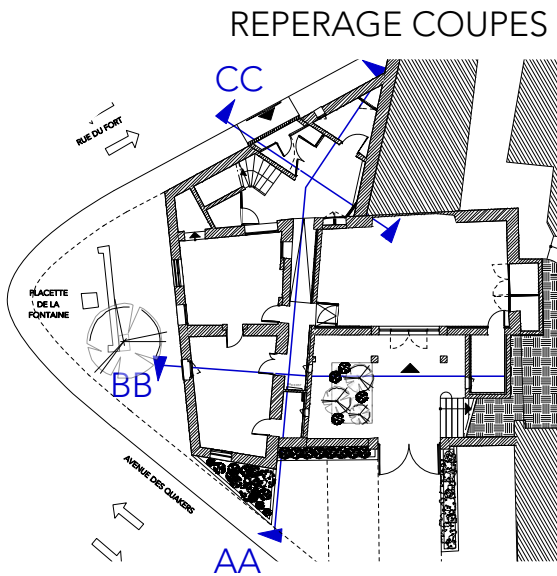 REPERAGE COUPES
CC
RUE DU FORT
PLACETTE
DE LA
FONTAINE
BB
AVENUE DES QUAKERS
AA